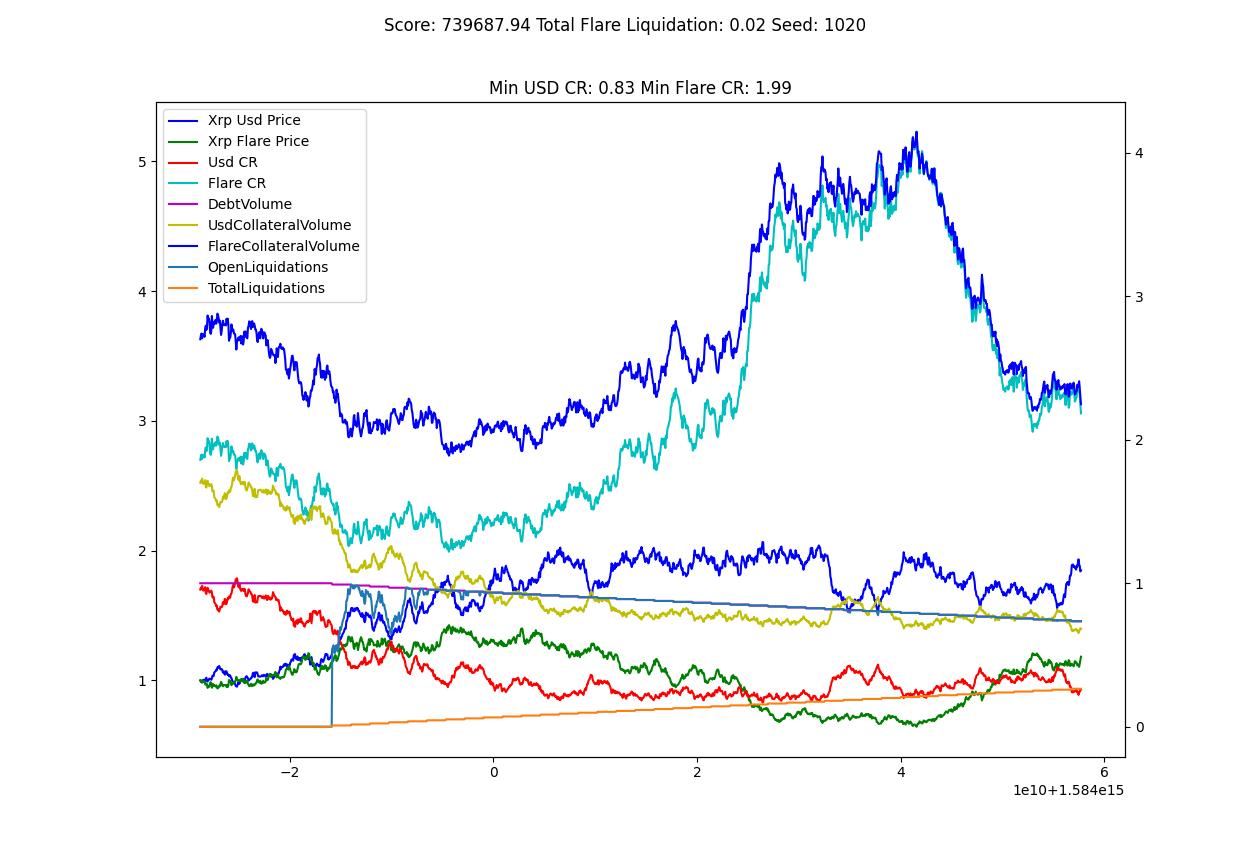 Score: 739687.94 Total Flare Liquidation: 0.02 Seed: 1020
Min USD CR: 0.83 Min Flare CR: 1.99
Xrp Usd Price
Xrp Flare Price
Usd CR
Flare CR
DebtVolume
UsdCollateralVolume
FlareCollateralVolume
OpenLiquidations
TotalLiquidations
5
4
3
2
1
4
3
2
1
0
−2
0
2
4
6
1e10+1.584e15